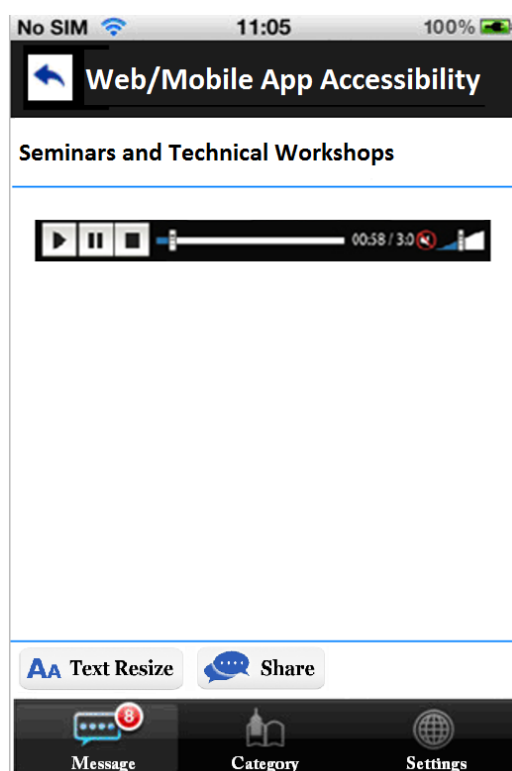 No SIM 11:05 100%
Web/Mobile App Accessibility
Seminars and Technical Workshops
00:58 / 3.0
AA Text Resize Share
8
Message Category Settings